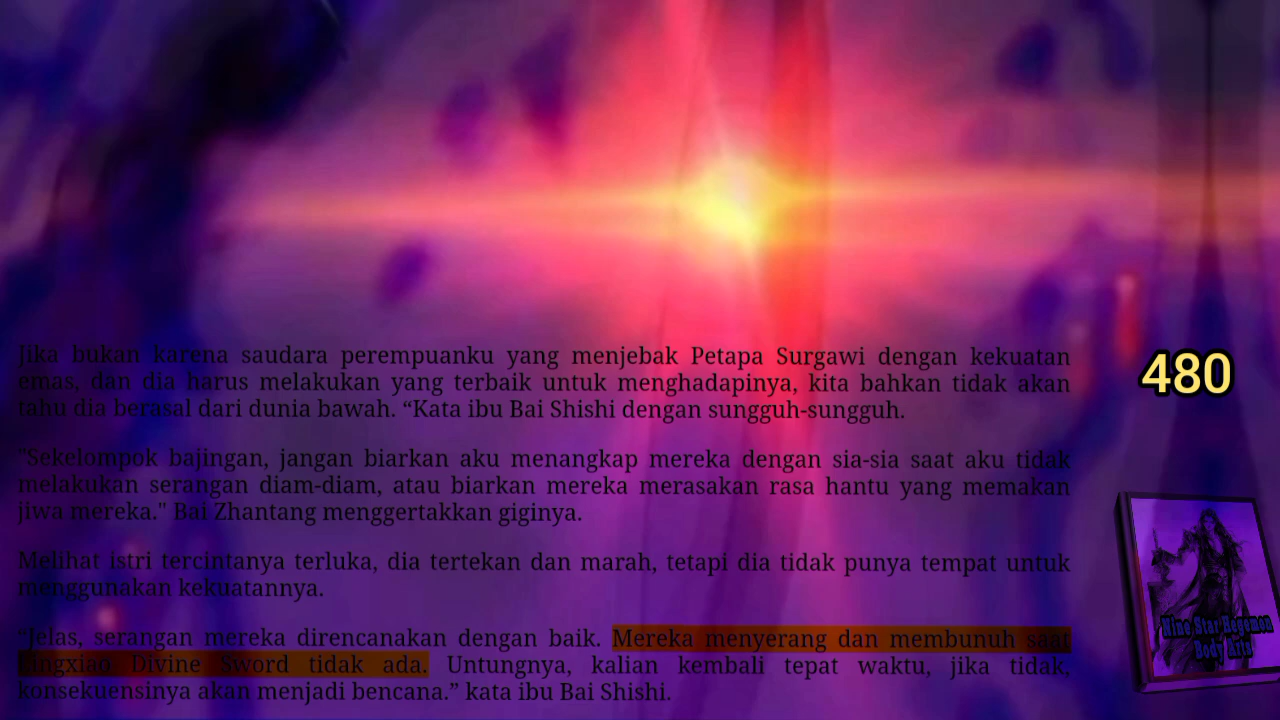 Jika bukan karena saudara perempuanku yang menjebak Petapa Surgawi dengan kekuatan
emas, dan dia harus melakukan yang terbaik untuk menghadapinya, kita bahkan tidak akan
tahu dia berasal dari dunia bawah. “Kata ibu Bai Shishi dengan sungguh-sungguh.
"Sekelompok bajingan, jangan biarkan aku menangkap mereka dengan sia-sia saat aku tidak
melakukan serangan diam-diam, atau biarkan mereka merasakan rasa hantu yang memakan
jiwa mereka." Bai Zhantang menggertakkan giginya.
Melihat istri tercintanya terluka, dia tertekan dan marah, tetapi dia tidak punya tempat untuk
menggunakan kekuatannya.
“Jelas, serangan mereka direncanakan dengan baik. Mereka menyerang dan membunuh saat
Lingxiao Divine Sword tidak ada. Untungnya, kalian kembali tepat waktu, jika tidak,
konsekuensinya akan menjadi bencana.” kata ibu Bai Shishi.
480
Nine Star Hegemon
Body Arts